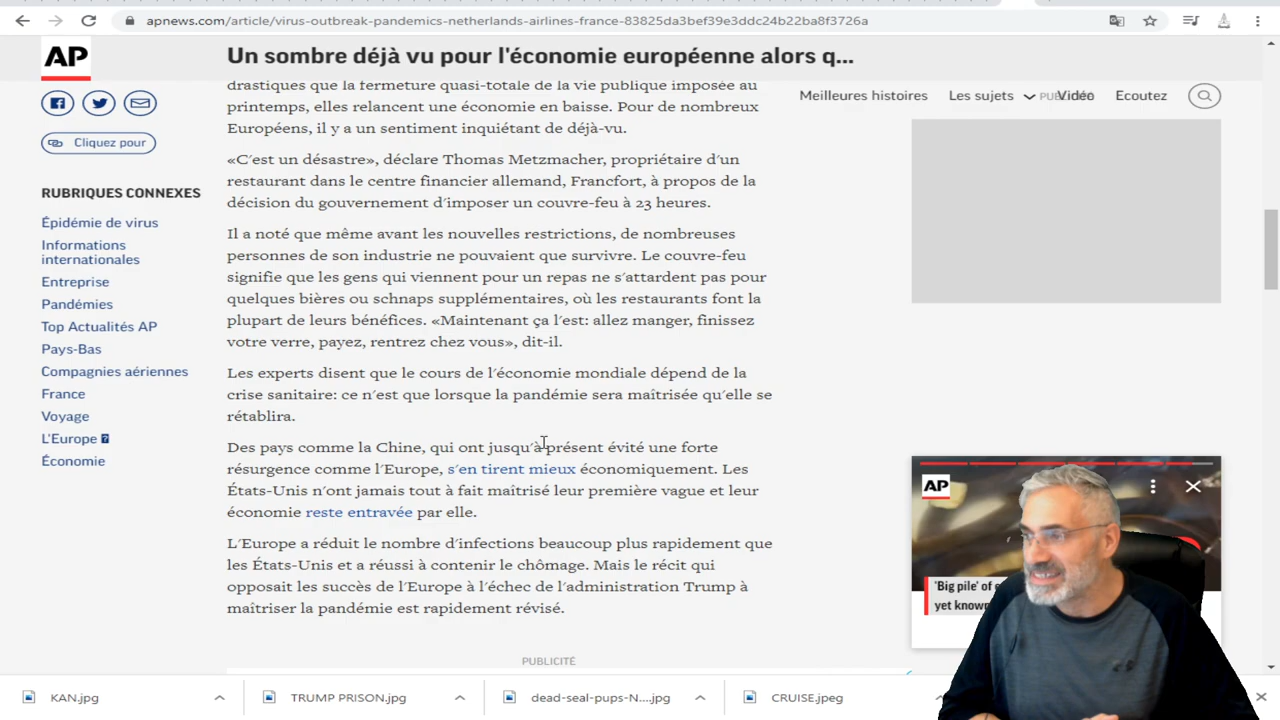 apnews.com/article/virus-outbreak-pandemics-netherlands-airlines-france-83825da3bef39e3ddc24b22ba8f3726a
AP
Un sombre déjà vu pour l'économie européenne alors q...
Meilleures histoires
Les sujets
Vidéo
Ecoutez
Cliquez pour
RUBRIQUES CONNEXES
Épidémie de virus
Informations
internationales
Entreprise
Pandémies
Top Actualités AP
Pays-Bas
Compagnies aériennes
France
Voyage
L'Europe
Économie
drastiques que la fermeture quasi-totale de la vie publique imposée au
printemps, elles relancent une économie en baisse. Pour de nombreux
Européens, il y a un sentiment inquiétant de déjà-vu.
«C'est un désastre», déclare Thomas Metzmacher, propriétaire d'un
restaurant dans le centre financier allemand, Francfort, à propos de la
décision du gouvernement d'imposer un couvre-feu à 23 heures.
Il a noté que même avant les nouvelles restrictions, de nombreuses
personnes de son industrie ne pouvaient que survivre. Le couvre-feu
signifie que les gens qui viennent pour un repas ne s'attardent pas pour
quelques bières ou schnaps supplémentaires, où les restaurants font la
plupart de leurs bénéfices. «Maintenant ça l'est: allez manger, finissez
votre verre, payez, rentrez chez vous», dit-il.
Les experts disent que le cours de l'économie mondiale dépend de la
crise sanitaire: ce n'est que lorsque la pandémie sera maîtrisée qu'elle se
rétablira.
Des pays comme la Chine, qui ont jusqu'à présent évité une forte
résurgence comme l'Europe, s'en tirent mieux économiquement. Les
États-Unis n'ont jamais tout à fait maîtrisé leur première vague et leur
économie reste entravée par elle.
L'Europe a réduit le nombre d'infections beaucoup plus rapidement que
les États-Unis et a réussi à contenir le chômage. Mais le récit qui
opposait les succès de l'Europe à l'échec de l'administration Trump à
maîtriser la pandémie est rapidement révisé.
PUBLICITÉ
AP
'Big pile' of
yet known
KAN.jpg
TRUMP PRISON.jpg
dead-seal-pups-N....jpg
CRUISE.jpeg